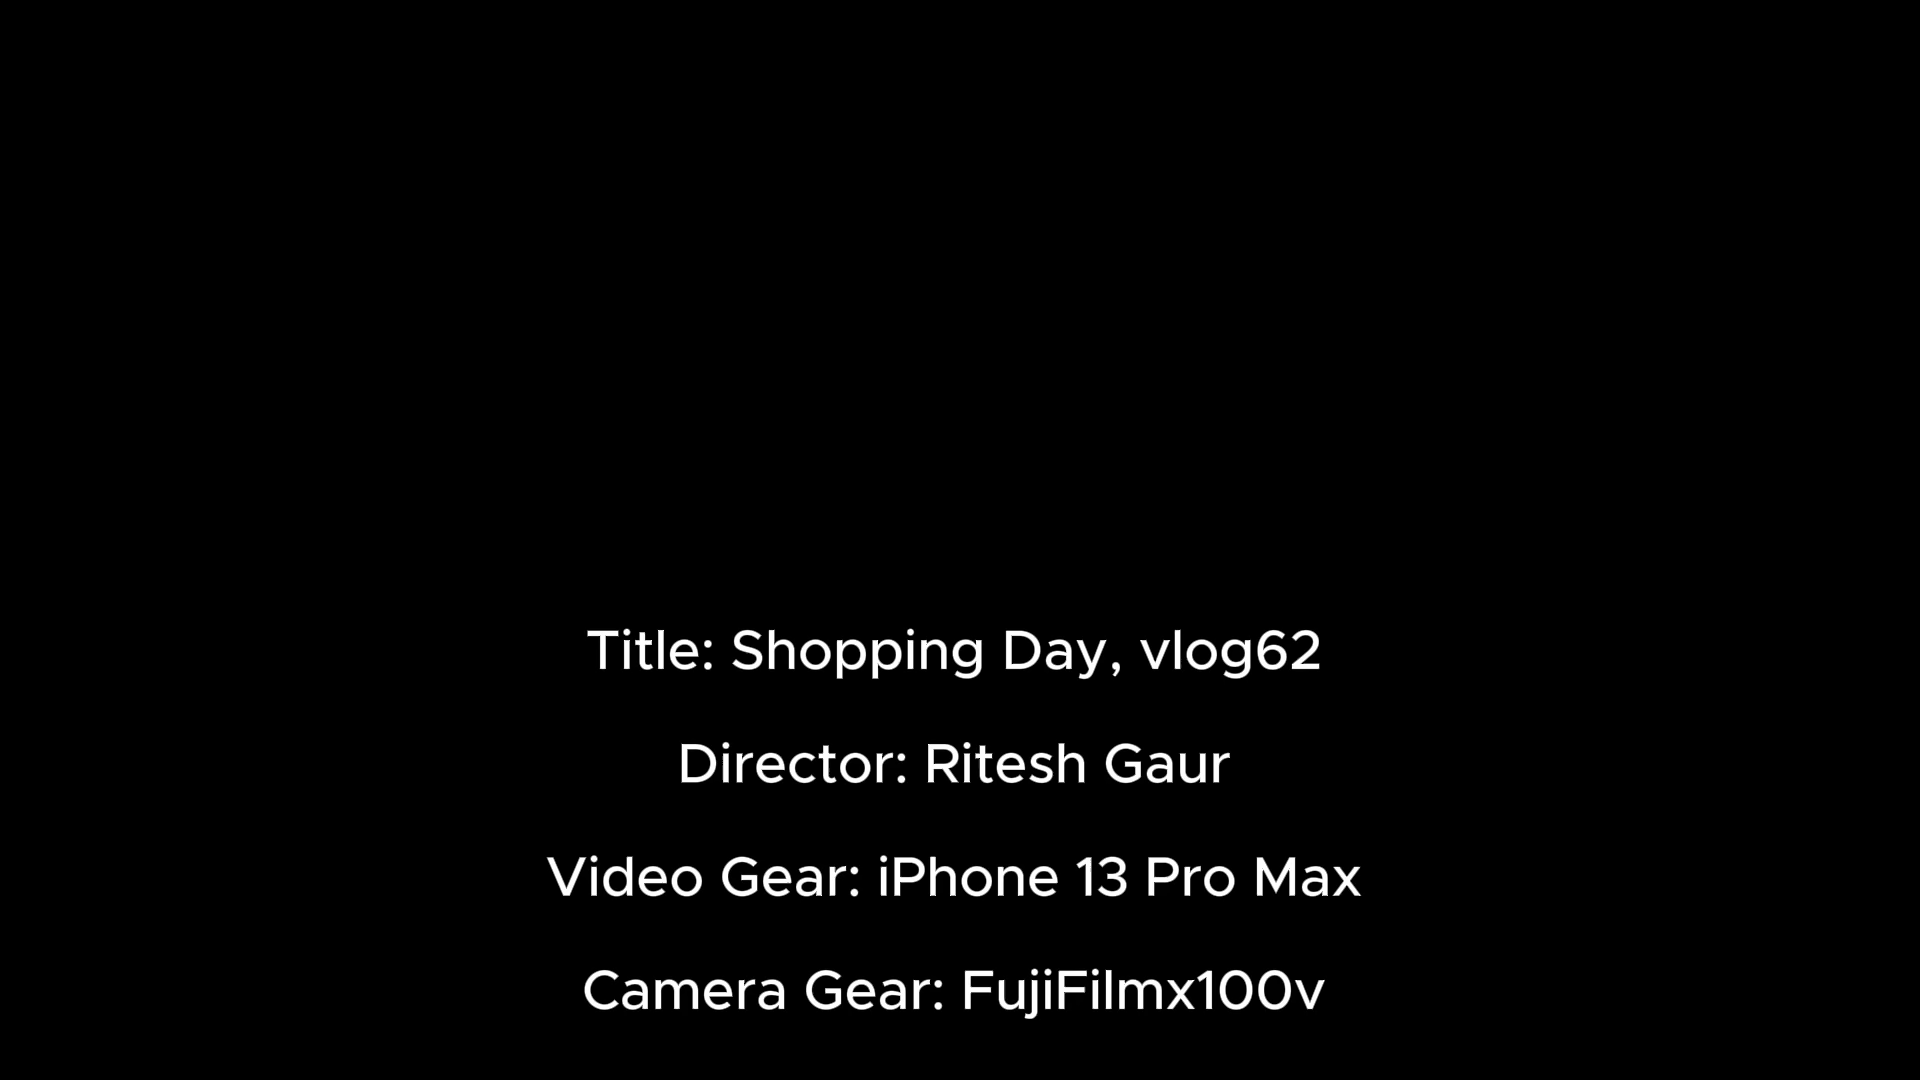 Title: Shopping Day, vlog62
Director: Ritesh Gaur
Video Gear: iPhone 13 Pro Max
Camera Gear: FujiFilmx100v